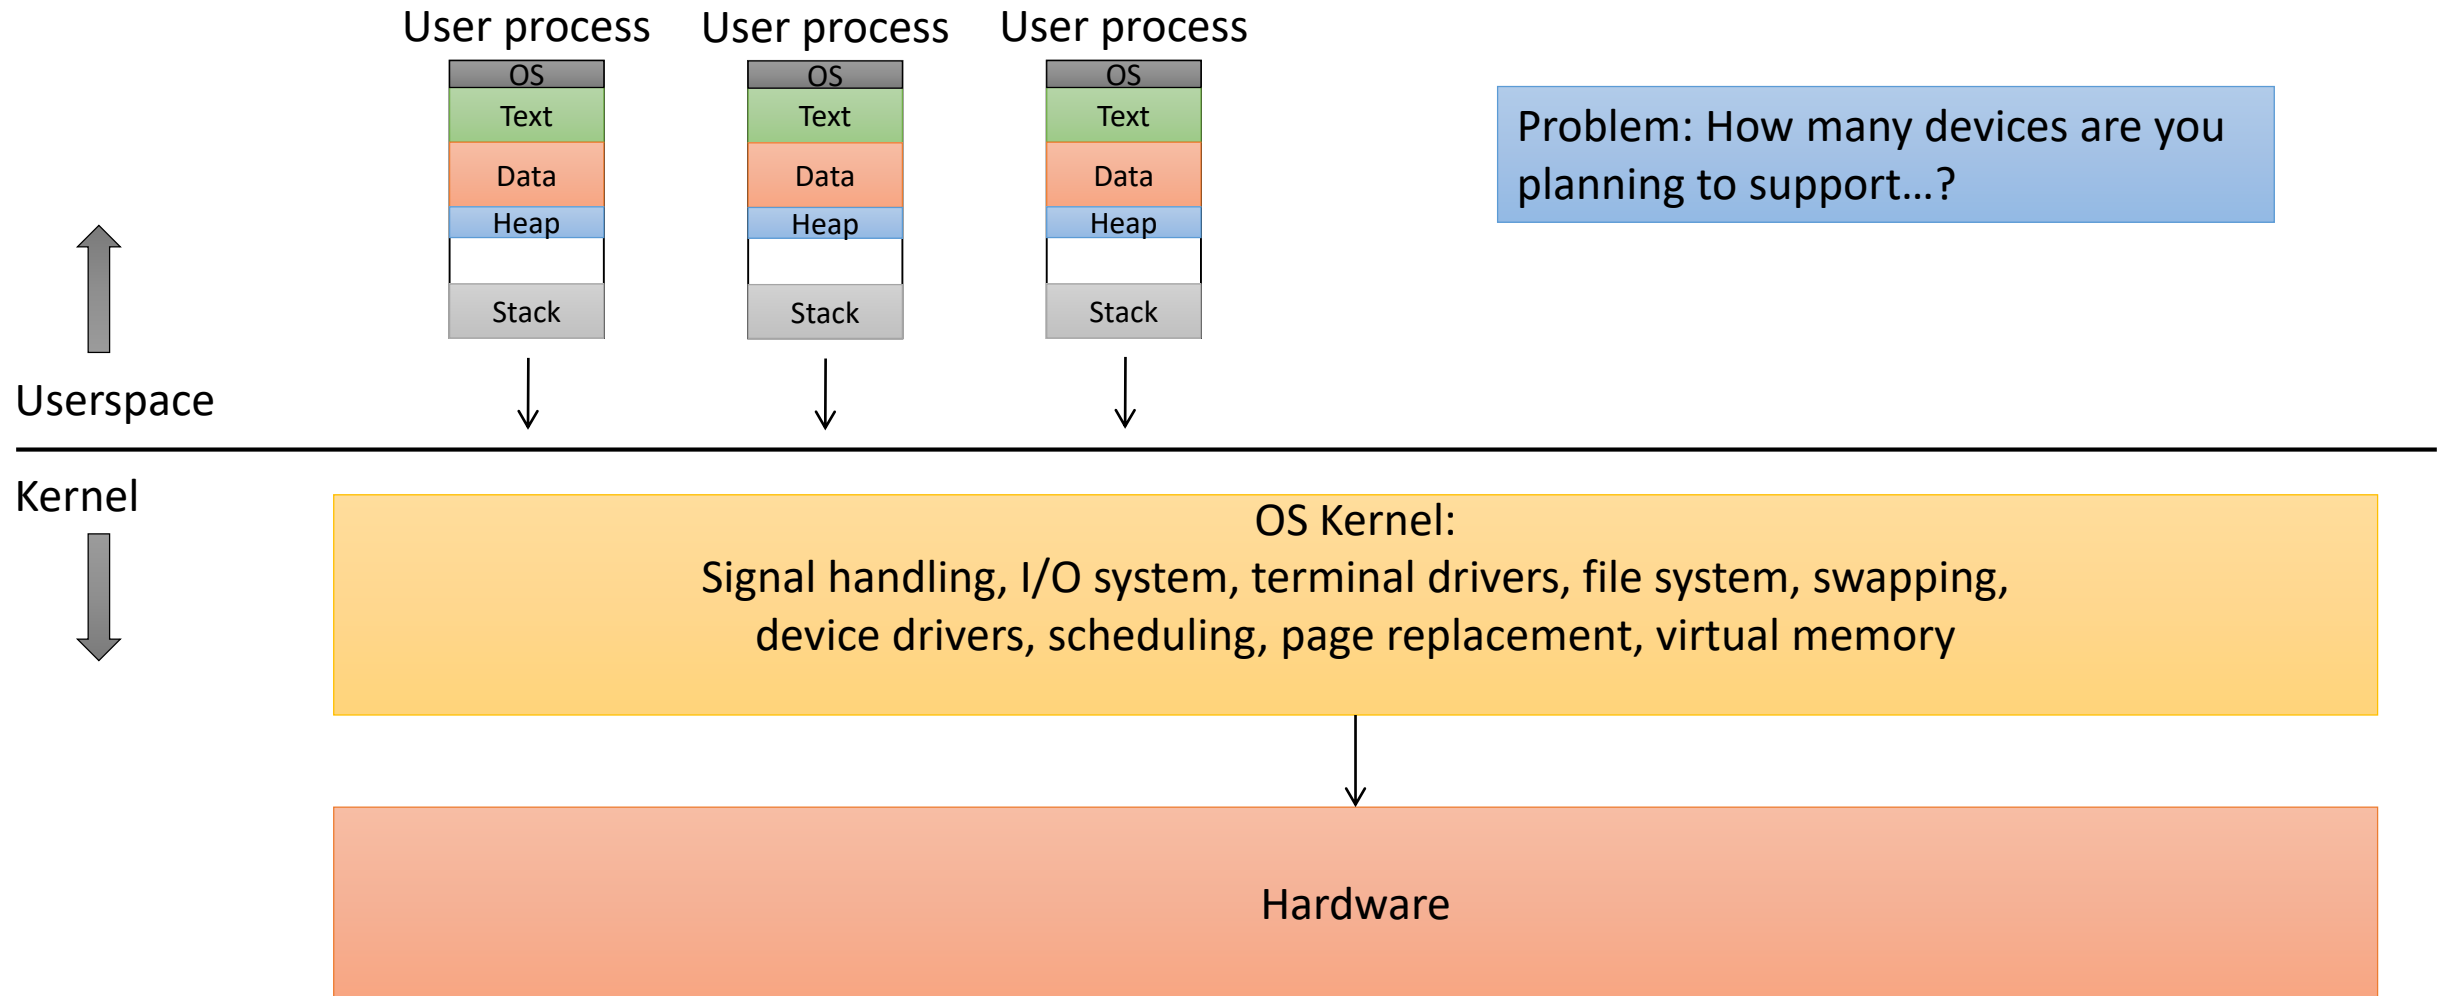 User process
User process
User process
OS
Text
Data
Heap
Stack
OS
Text
Data
Heap
Stack
OS
Text
Data
Heap
Stack
Problem: How many devices are you
planning to support…?
Userspace
Kernel
OS Kernel:
Signal handling, I/O system, terminal drivers, file system, swapping,
device drivers, scheduling, page replacement, virtual memory
Hardware